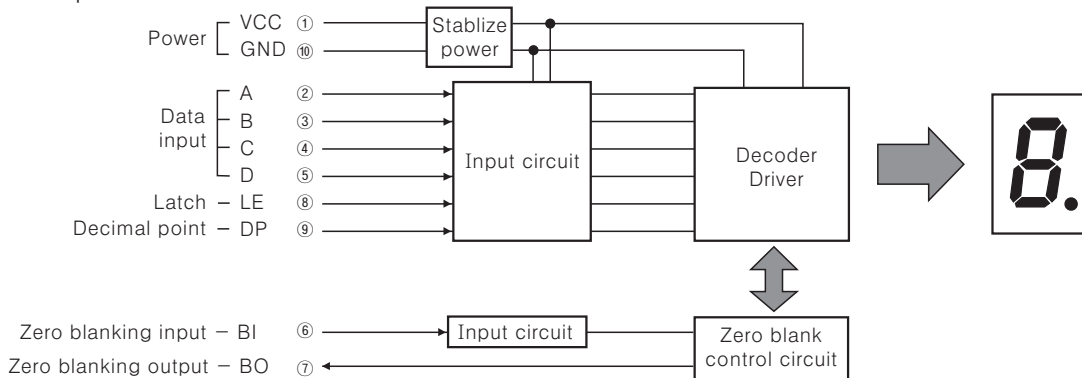 Power
VCC ①
GND ⑩
Stablize
power
Data
input
A ②
B ③
C ④
D ⑤
Latch – LE ⑧
Decimal point – DP ⑨
Input circuit
Decoder
Driver
8.
Zero blanking input – BI ⑥
Input circuit
Zero blank
control circuit
Zero blanking output – BO ⑦